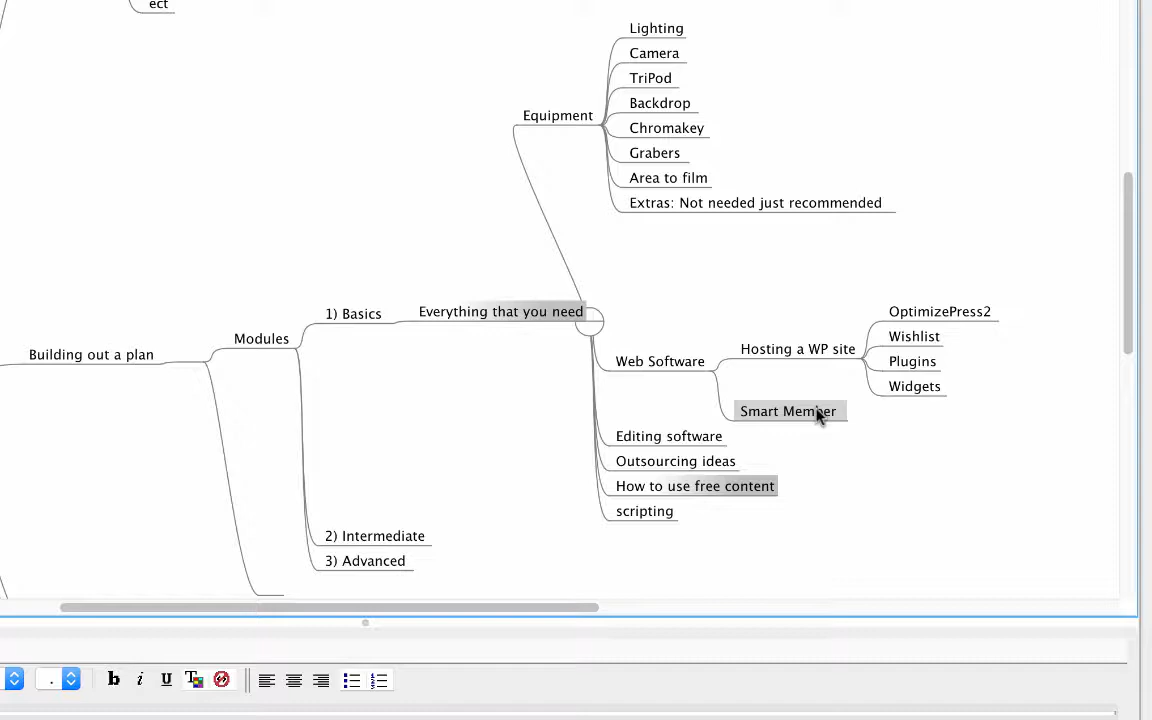 ect
Lighting
Camera
TriPod
Backdrop
Equipment
Chromakey
Grabers
Area to film
Extras: Not needed just recommended
Building out a plan
Modules
1) Basics
Everything that you need
Web Software
Hosting a WP site
OptimizePress2
Wishlist
Plugins
Widgets
Smart Member
Editing software
Outsourcing ideas
How to use free content
scripting
2) Intermediate
3) Advanced
. b i U T